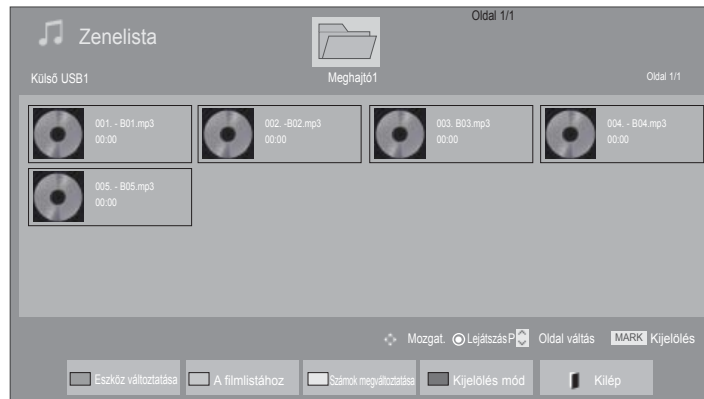 Oldal 1/1
Zenelista
Külső USB1
Meghajtó1
Oldal 1/1
001. - B01.mp3
00:00
002. -B02.mp3
00:00
003. B03.mp3
00:00
004. - B04.mp3
00:00
005. - B05.mp3
00:00
Mozgat. Lejátszás P Oldal váltás MARK Kijelölés
Eszköz változtatása A filmlistához Számok megváltoztatása Kijelölés mód Kilép